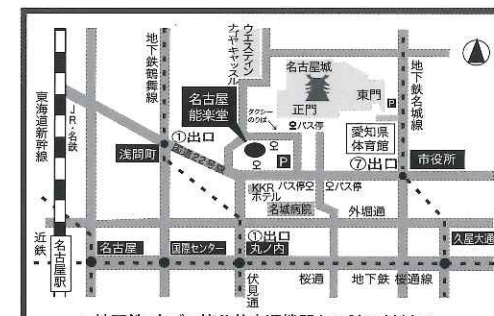 ウエスティン
ナゴヤキャッスル
地下鉄鶴舞線
名古屋城
東門
正門
地下鉄名城線
P
名古屋
能楽堂
タクシー
のりば
バス停
愛知県
体育館
東海道新幹線
JR・名鉄
①出口
浅間町
国道22号線
P
⑦出口
市役所
KKR
ホテル
バス停
バス停
名城病院
外堀通
①出口
近鉄
名古屋駅
名古屋
国際センター
丸ノ内
久屋大通
伏見通
桜通
地下鉄 桜通線